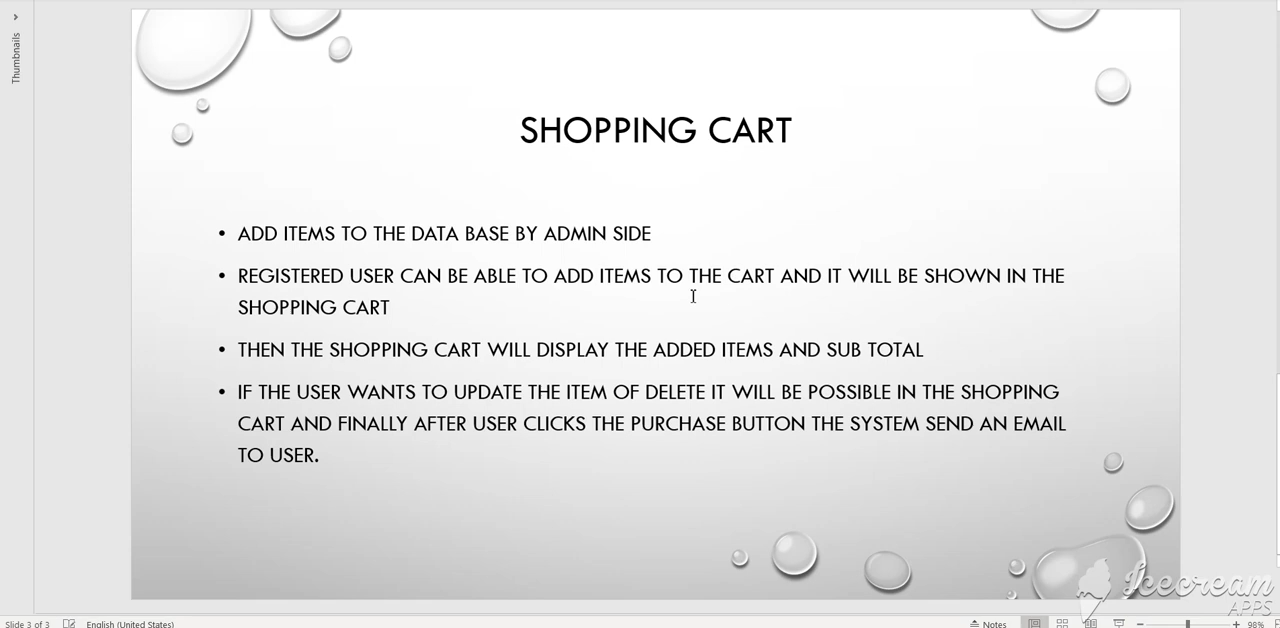 Thumbnails
SHOPPING CART
• ADD ITEMS TO THE DATA BASE BY ADMIN SIDE
• REGISTERED USER CAN BE ABLE TO ADD ITEMS TO THE CART AND IT WILL BE SHOWN IN THE
SHOPPING CART
• THEN THE SHOPPING CART WILL DISPLAY THE ADDED ITEMS AND SUB TOTAL
• IF THE USER WANTS TO UPDATE THE ITEM OF DELETE IT WILL BE POSSIBLE IN THE SHOPPING
CART AND FINALLY AFTER USER CLICKS THE PURCHASE BUTTON THE SYSTEM SEND AN EMAIL
TO USER.
Icecream
APPS
Slide 3 of 3 English (United States) Notes 98%